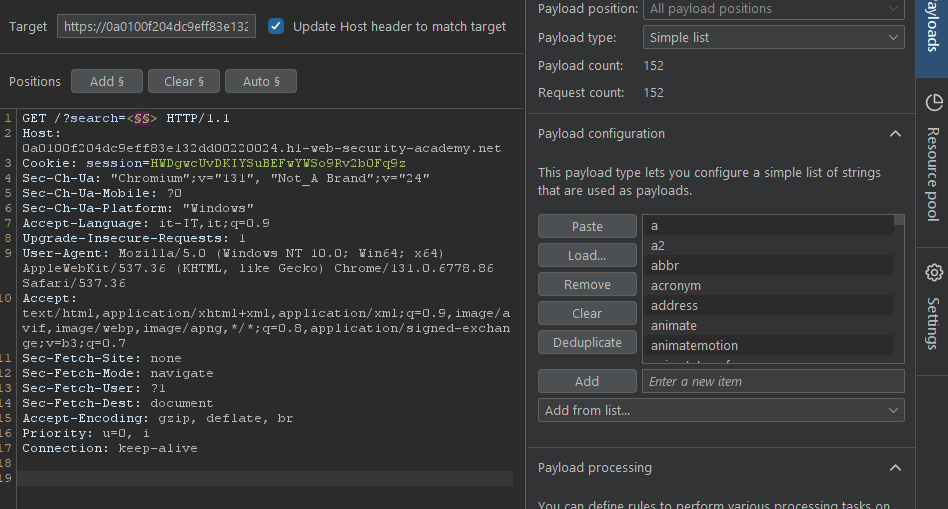 Target https://0a0100f204dc9eff83e132 Update Host header to match target
Positions Add § Clear § Auto §
1 GET /?search=<§§> HTTP/1.1
2 Host:
0a0100f204dc9eff83e132dd00220024.h1-web-security-academy.net
3 Cookie: session=HWDgwcUvDKIYSuBEFwYWSo9Rv2bOFq9z
4 Sec-Ch-Ua: "Chromium";v="131", "Not_A Brand";v="24"
5 Sec-Ch-Ua-Mobile: ?0
6 Sec-Ch-Ua-Platform: "Windows"
7 Accept-Language: it-IT,it;q=0.9
8 Upgrade-Insecure-Requests: 1
9 User-Agent: Mozilla/5.0 (Windows NT 10.0; Win64; x64)
AppleWebKit/537.36 (KHTML, like Gecko) Chrome/131.0.6778.86
Safari/537.36
10 Accept:
text/html,application/xhtml+xml,application/xml;q=0.9,image/a
vif,image/webp,image/apng,*/*;q=0.8,application/signed-exchan
ge;v=b3;q=0.7
11 Sec-Fetch-Site: none
12 Sec-Fetch-Mode: navigate
13 Sec-Fetch-User: ?1
14 Sec-Fetch-Dest: document
15 Accept-Encoding: gzip, deflate, br
16 Priority: u=0, i
17 Connection: keep-alive
18
19
Payload position: All payload positions
Payload type: Simple list
Payload count: 152
Request count: 152
Payload configuration
This payload type lets you configure a simple list of strings
that are used as payloads.
Paste
Load...
Remove
Clear
Deduplicate
a
a2
abbr
acronym
address
animate
animatemotion
Add Enter a new item
Add from list...
Payload processing
You can define rules to perform various processing tasks on
Payloads
Resource pool
Settings